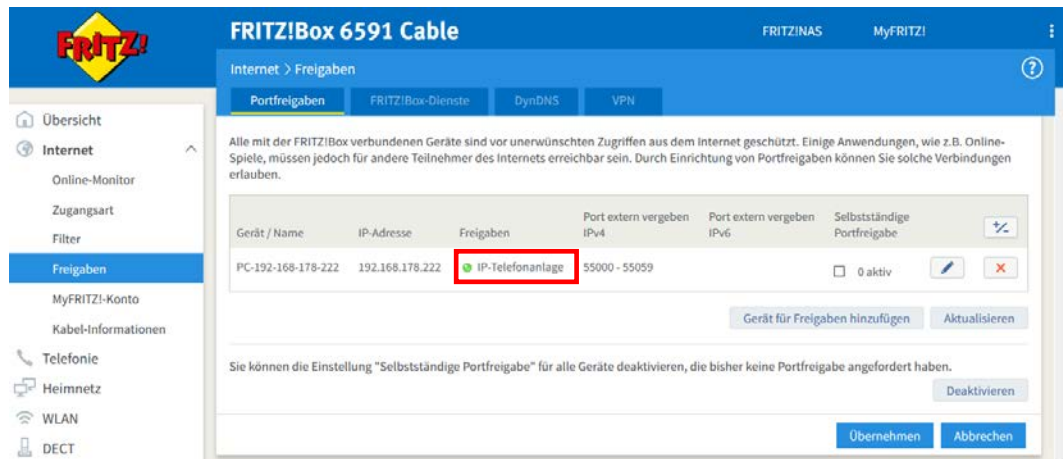 FRITZ!
FRITZ!Box 6591 Cable
FRITZ!NAS
MyFRITZ!
Internet > Freigaben
Portfreigaben
FRITZ!Box-Dienste
DynDNS
VPN
Übersicht
Internet
Online-Monitor
Zugangsart
Filter
Freigaben
MyFRITZ!-Konto
Kabel-Informationen
Telefonie
Heimnetz
WLAN
DECT
Alle mit der FRITZ!Box verbundenen Geräte sind vor unerwünschten Zugriffen aus dem Internet geschützt. Einige Anwendungen, wie z.B. Online-
Spiele, müssen jedoch für andere Teilnehmer des Internets erreichbar sein. Durch Einrichtung von Portfreigaben können Sie solche Verbindungen
erlauben.
Gerät / Name
IP-Adresse
Freigaben
Port extern vergeben
IPv4
Port extern vergeben
IPv6
Selbstständige
Portfreigabe
PC-192-168-178-222
192.168.178.222
IP-Telefonanlage
55000 - 55059
0 aktiv
Gerät für Freigaben hinzufügen
Aktualisieren
Sie können die Einstellung "Selbstständige Portfreigabe" für alle Geräte deaktivieren, die bisher keine Portfreigabe angefordert haben.
Deaktivieren
Übernehmen
Abbrechen